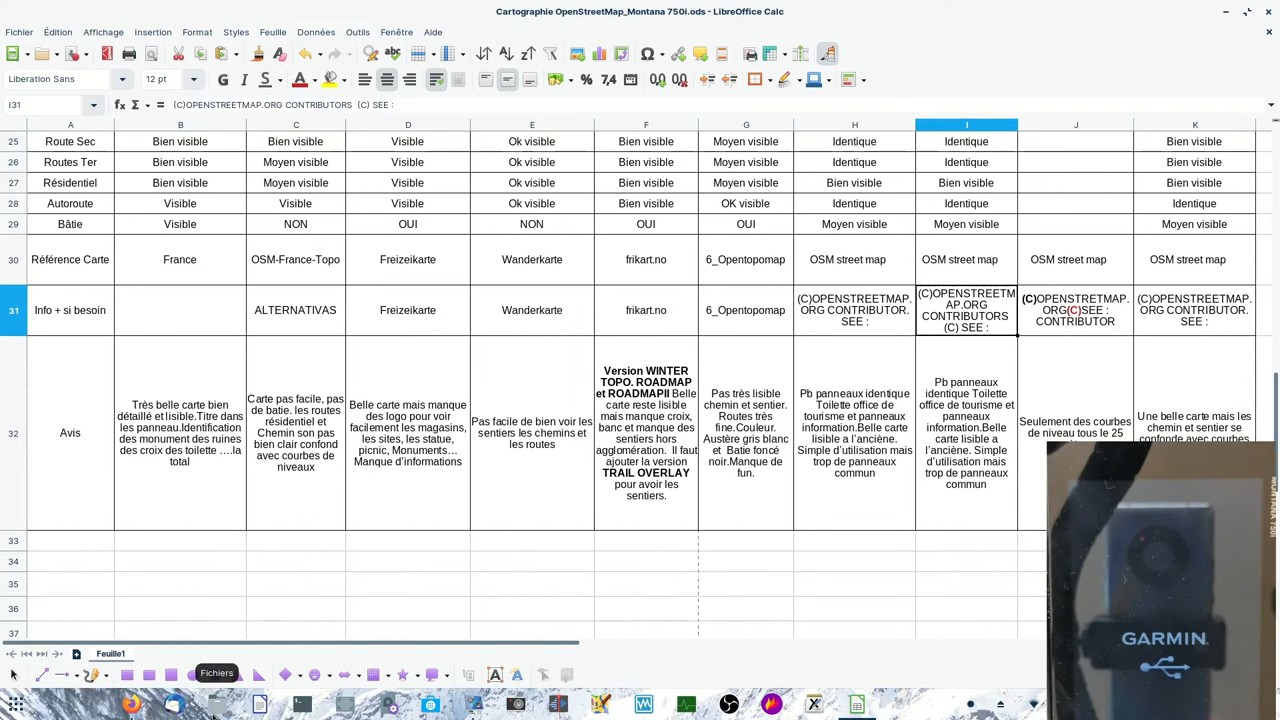 Cartographie OpenStreetMap_Montana 750i.ods - LibreOffice Calc
Fichier Édition Affichage Insertion Format Styles Feuille Données Outils Fenêtre Aide
Liberation Sans 12 pt
I31 (C)OPENSTREETMAP.ORG CONTRIBUTORS (C) SEE :
A B C D E F G H I J K
25 Route Sec Bien visible Bien visible Visible Ok visible Bien visible Moyen visible Identique Identique Bien visible
26 Routes Ter Bien visible Moyen visible Visible Ok visible Bien visible Moyen visible Identique Identique Bien visible
27 Résidentiel Bien visible Moyen visible Visible Ok visible Bien visible Moyen visible Bien visible Bien visible Bien visible
28 Autoroute Visible Visible Visible Ok visible Bien visible OK visible Identique Identique Identique
29 Bâtie Visible NON OUI NON OUI OUI Moyen visible Moyen visible Moyen visible
30 Référence Carte France OSM-France-Topo Freizeikarte Wanderkarte frikart.no 6_Opentopomap OSM street map OSM street map OSM street map OSM street map
31 Info + si besoin ALTERNATIVAS Freizeikarte Wanderkarte frikart.no 6_Opentopomap
(C)OPENSTREETMAP.
ORG CONTRIBUTOR.
SEE :
(C)OPENSTREETM
AP.ORG
CONTRIBUTORS
(C) SEE :
(C)OPENSTRETMAP.
ORG(C)SEE :
CONTRIBUTOR
(C)OPENSTREETMAP.
ORG CONTRIBUTOR.
SEE :
32 Avis
Très belle carte bien
détaillé et lisible.Titre dans
les panneau.Identification
des monument des ruines
des croix des toilette ....la
total
Carte pas facile, pas
de batie. les routes
résidentiel et
Chemin son pas
bien clair confond
avec courbes de
niveaux
Belle carte mais manque
des logo pour voir
facilement les magasins,
les sites, les statue,
picnic, Monuments…
Manque d'informations
Pas facile de bien voir les
sentiers les chemins et
les routes
Version WINTER
TOPO. ROADMAP
et ROADMAPII Belle
carte reste lisible
mais manque croix,
banc et manque des
sentiers hors
agglomération. Il faut
ajouter la version
TRAIL OVERLAY
pour avoir les
sentiers.
Pas très lisible
chemin et sentier.
Routes très
fine.Couleur.
Austère gris blanc
et Batie foncé
noir.Manque de
fun.
Pb panneaux identique
Toilette office de
tourisme et panneaux
information.Belle carte
lisible a l'anciène.
Simple d'utilisation mais
trop de panneaux
commun
Pb panneaux
identique Toilette
office de tourisme et
panneaux
information.Belle
carte lisible a
l'anciène. Simple
d'utilisation mais
trop de panneaux
commun
Seulement des courbes
de niveau tous le 25
Une belle carte mais les
chemin et sentier se
confonde avec courbes
33
34
35
36
37
Feuille1
Fichiers
MONTANA 750i
GARMIN